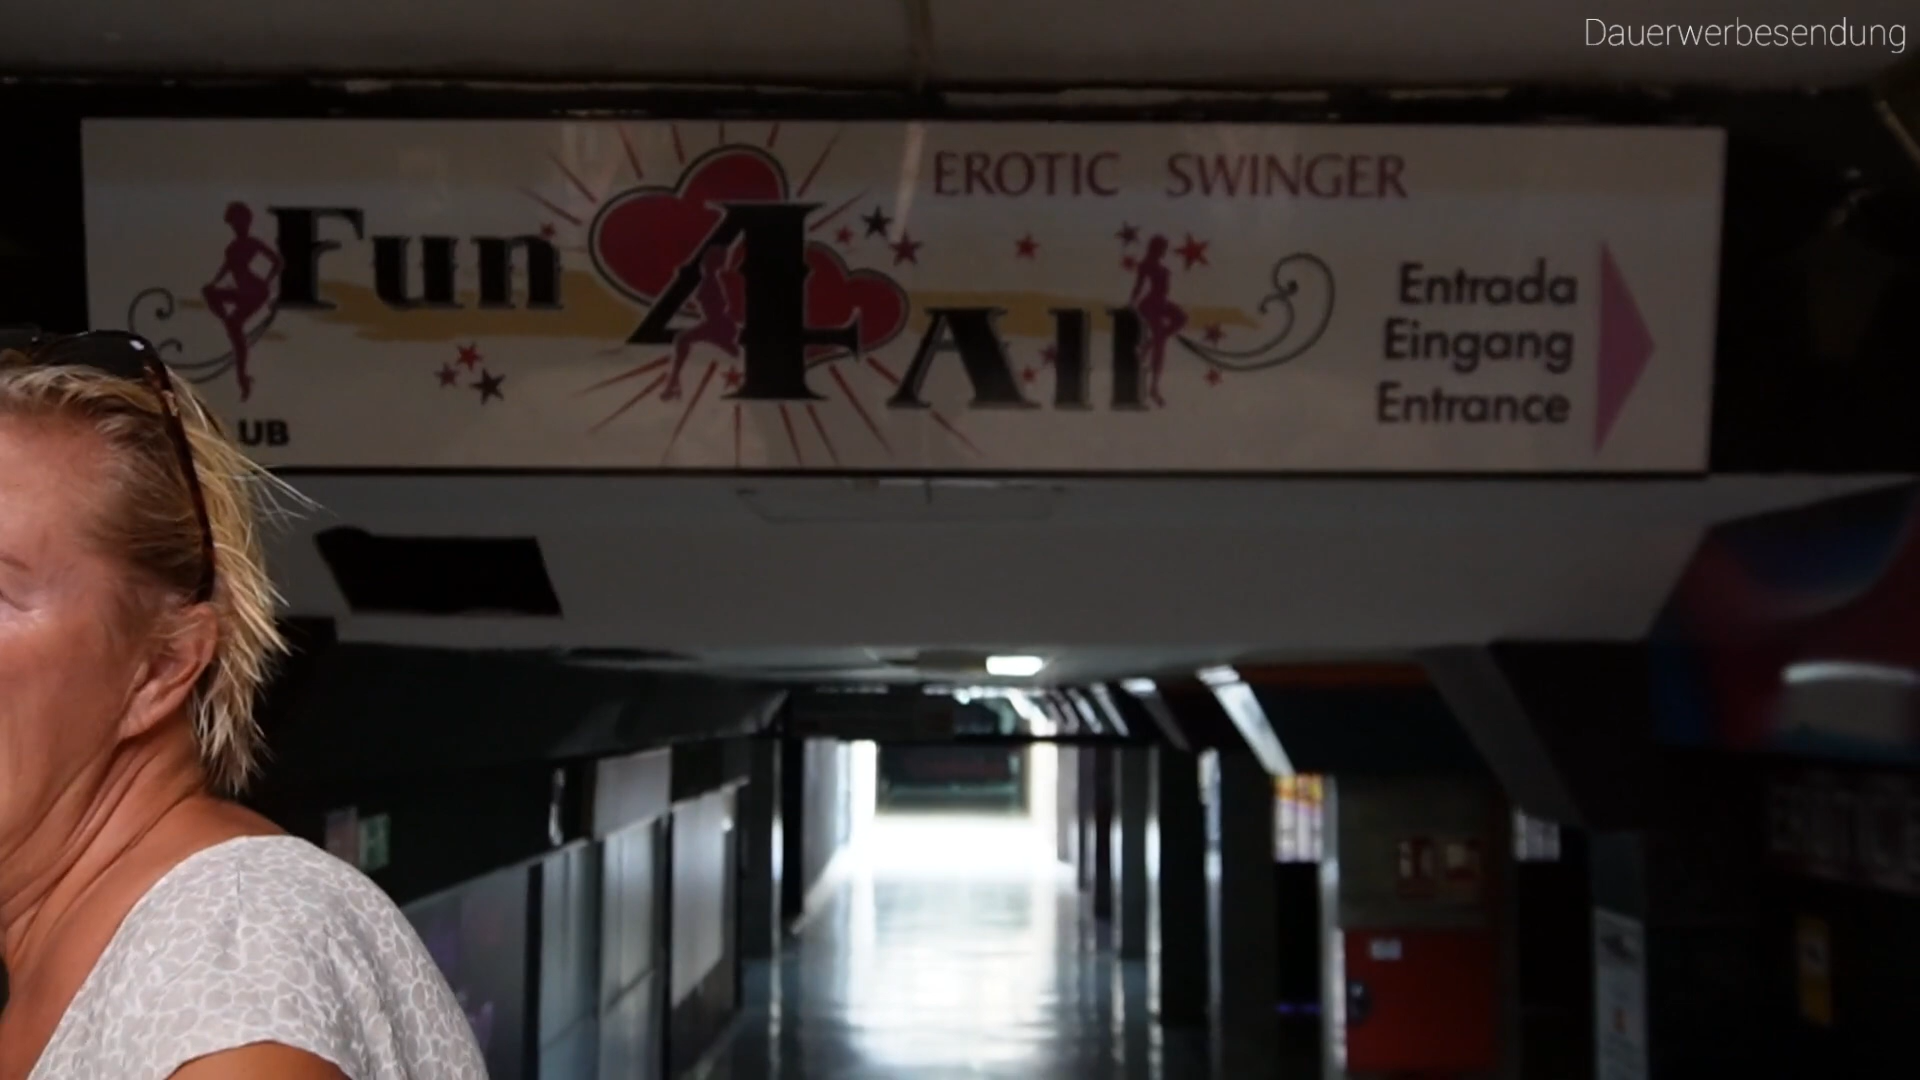 Dauerwerbesendung
EROTIC SWINGER
Fun 4 All
Entrada
Eingang
Entrance
UB